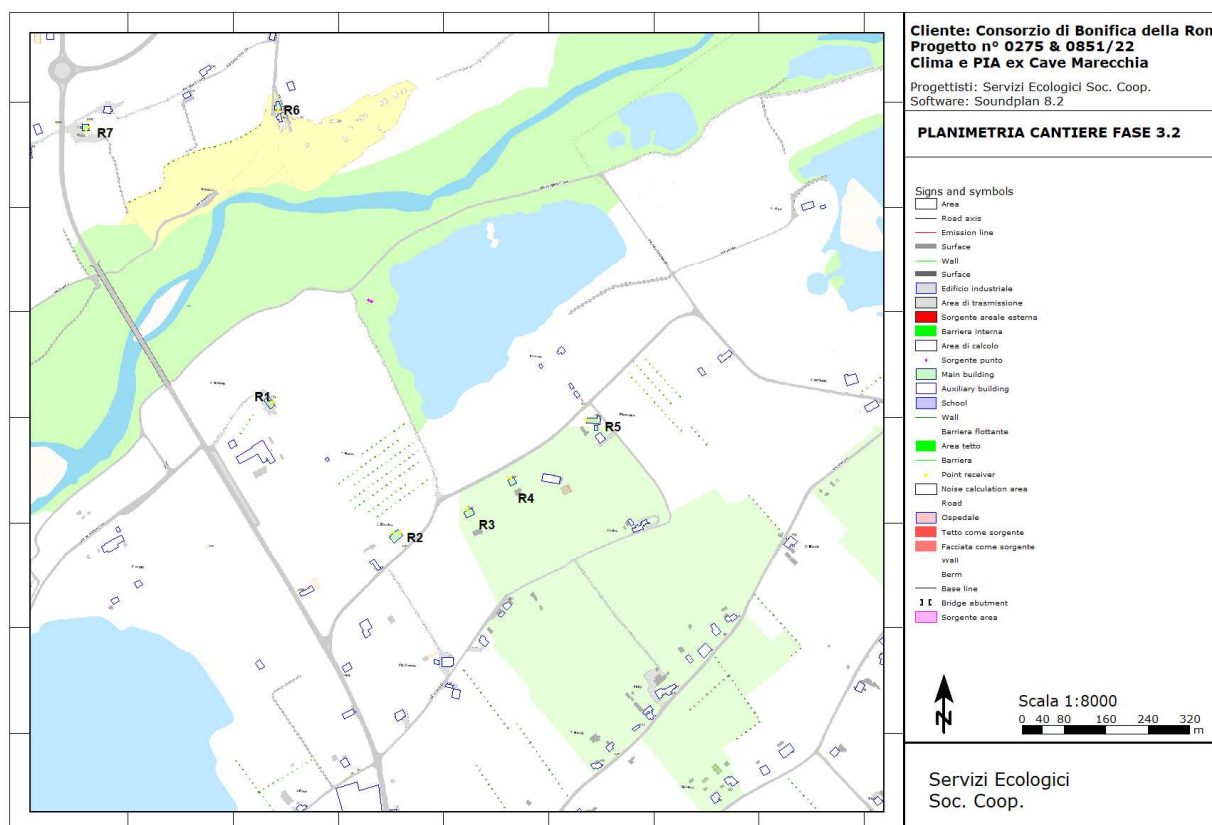 Cliente: Consorzio di Bonifica della Rom
Progetto n° 0275 & 0851/22
Clima e PIA ex Cave Marecchia
Progettisti: Servizi Ecologici Soc. Coop.
Software: Soundplan 8.2
PLANIMETRIA CANTIERE FASE 3.2
Signs and symbols
Area
Road axis
Emission line
Surface
Wall
Surface
Edificio industriale
Area di trasmissione
Sorgente areale esterna
Barriera interna
Area di calcolo
Sorgente punto
Main building
Auxiliary building
School
Wall
Barriera flottante
Area tetto
Barriera
Point receiver
Noise calculation area
Road
Ospedale
Tetto come sorgente
Facciata come sorgente
Wall
Berm
Base line
Bridge abutment
Sorgente area
N
Scala 1:8000
0 40 80 160 240 320
m
Servizi Ecologici
Soc. Coop.
R6
R7
R1
R5
R4
R3
R2